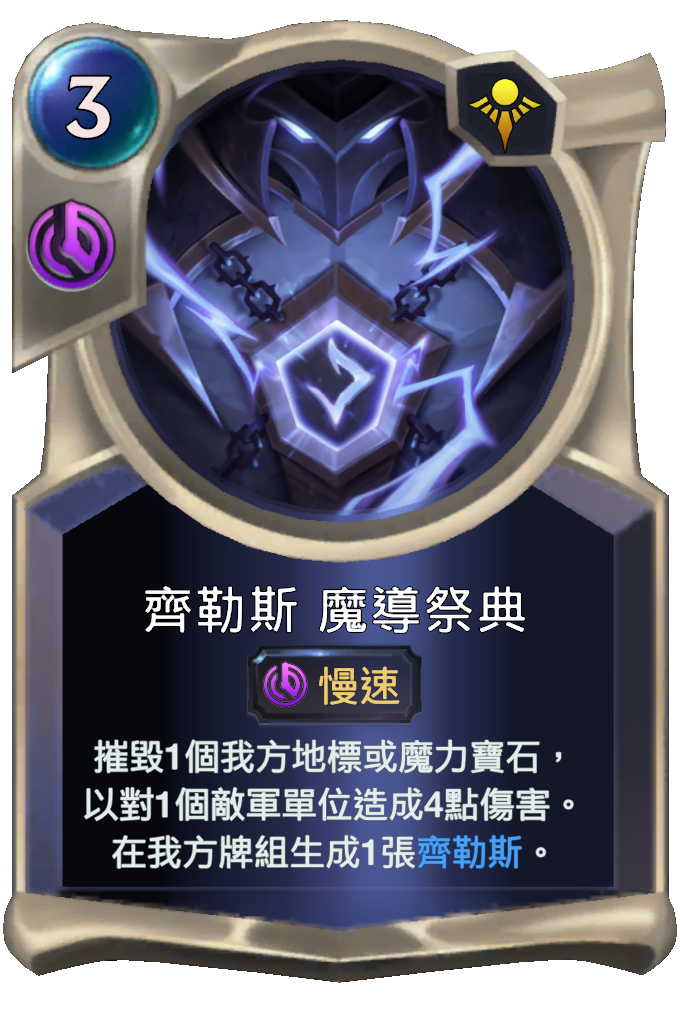 3
齊勒斯 魔導祭典
慢速
摧毀1個我方地標或魔力寶石，
以對1個敵軍單位造成4點傷害。
在我方牌組生成1張齊勒斯。